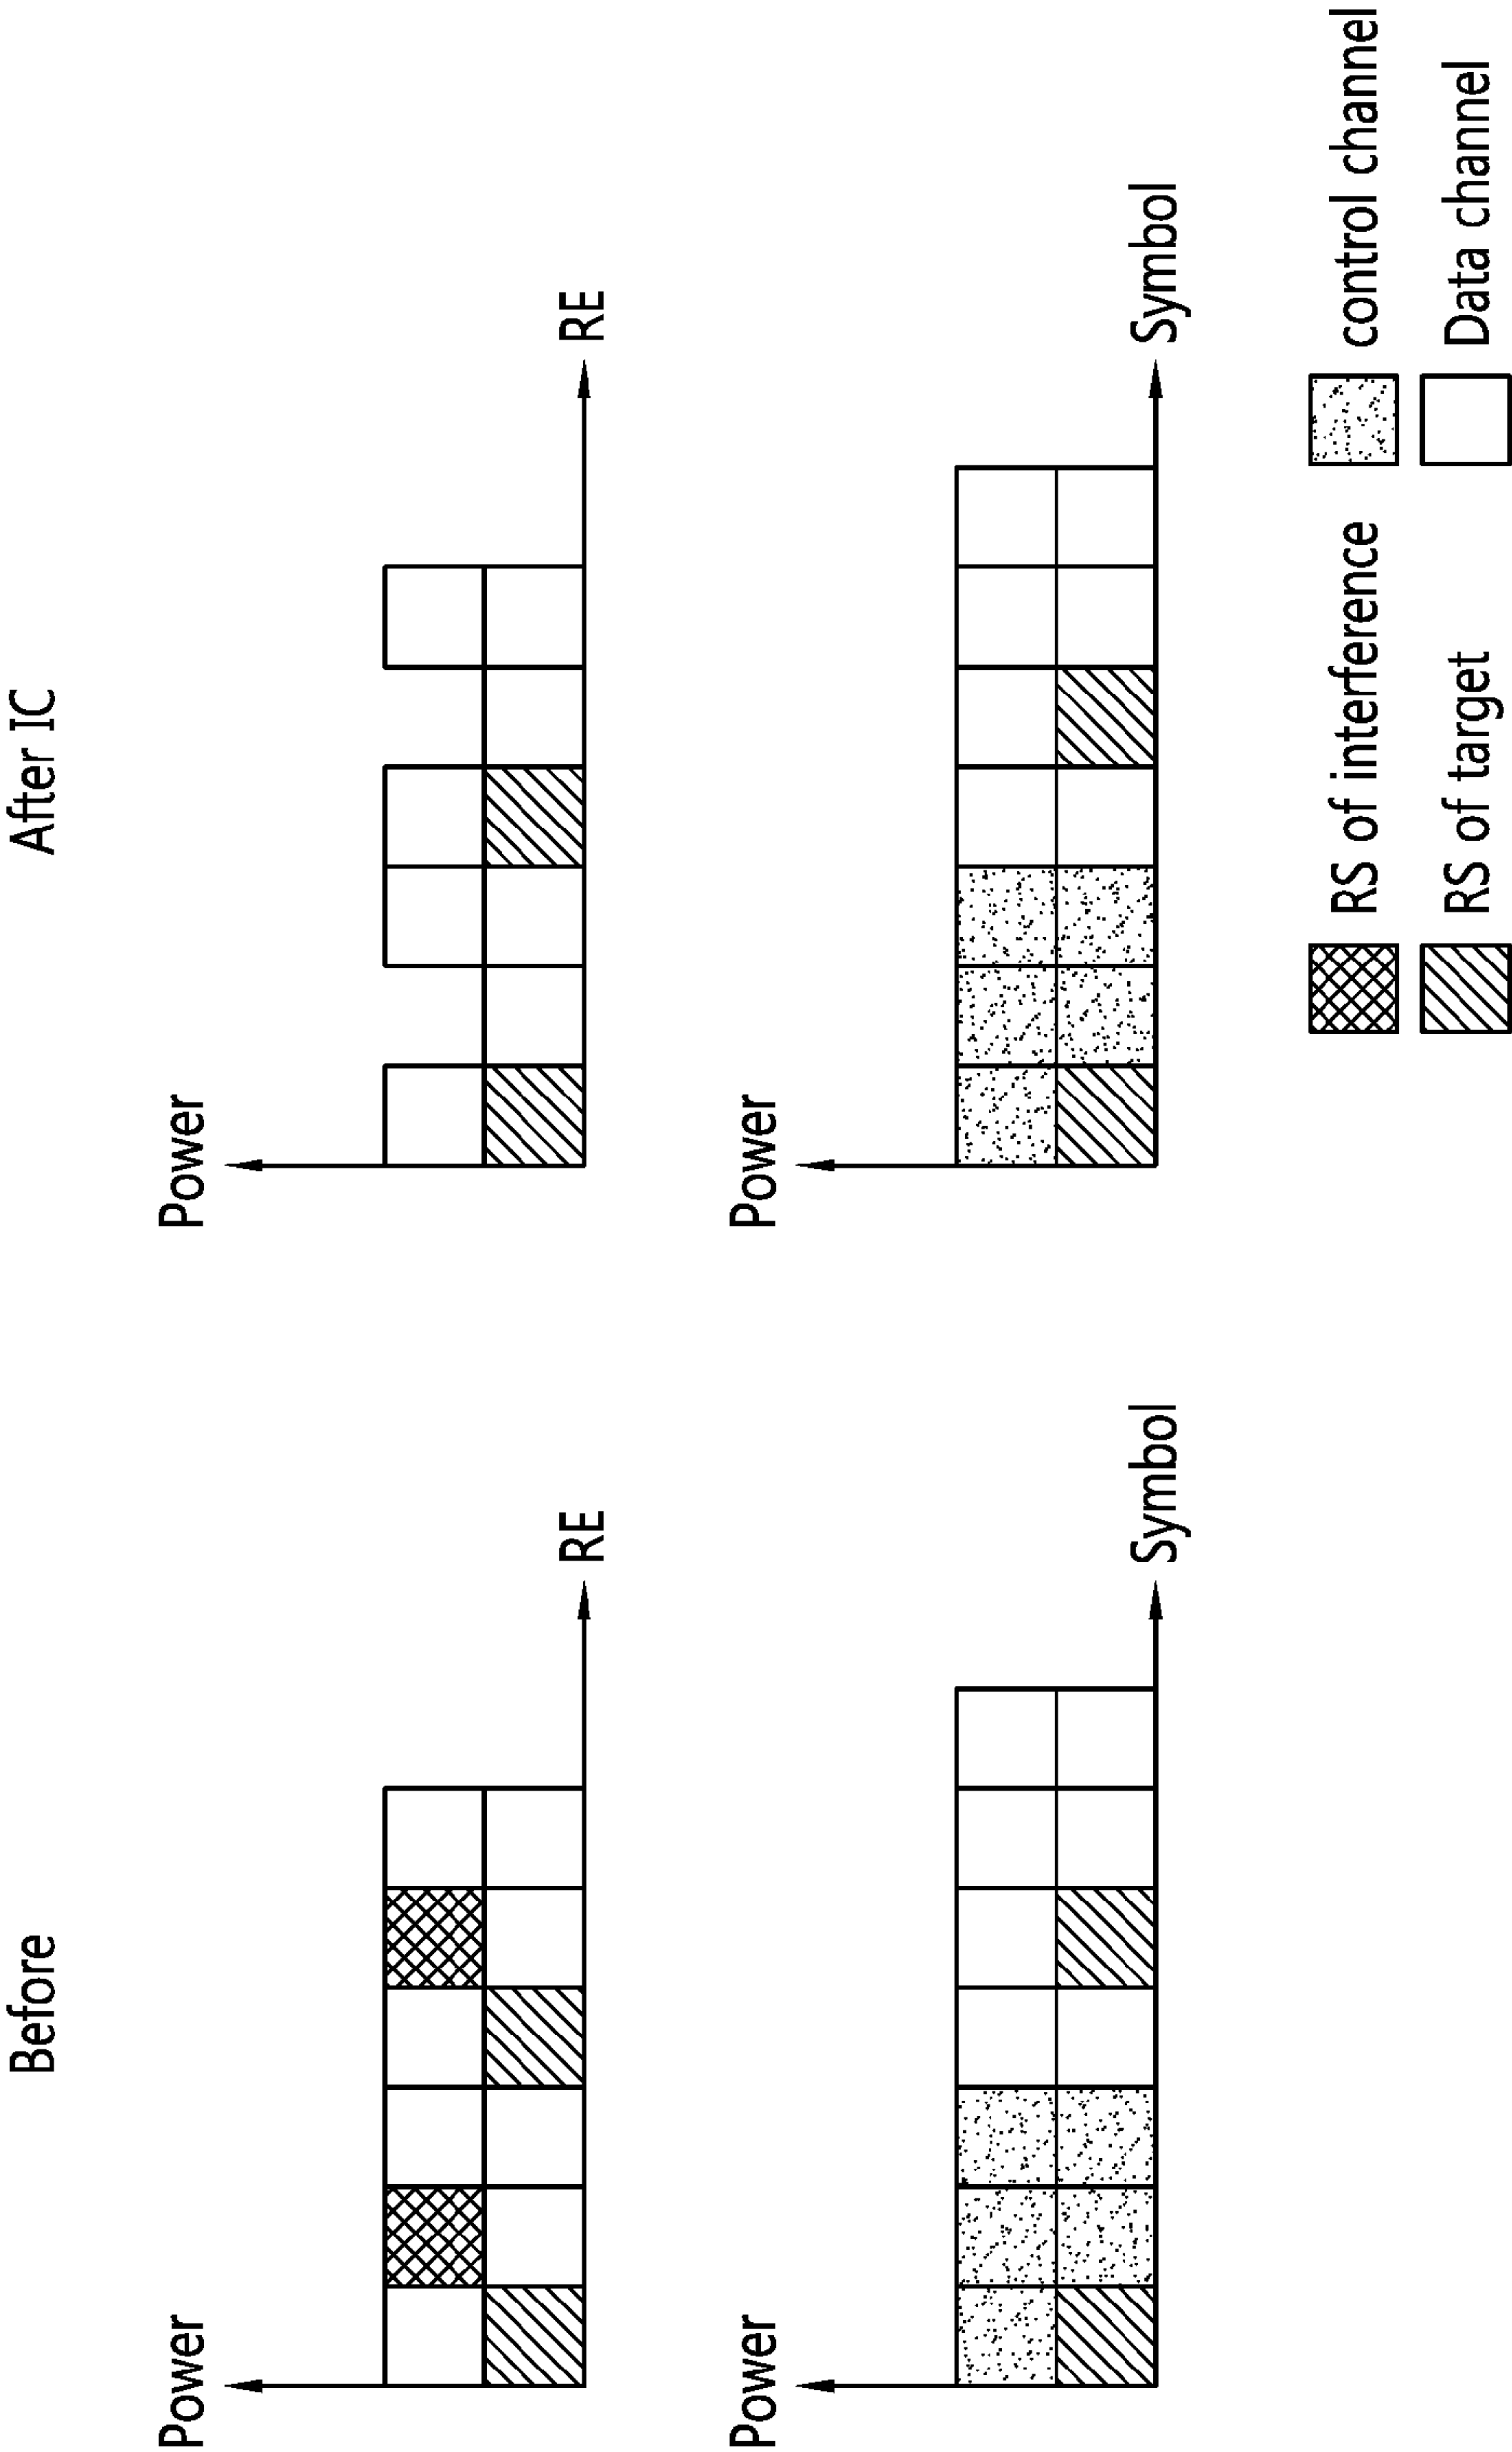 Before
After IC
Power
RE
Power
RE
Power
Symbol
Power
Symbol
RS of interference
control channel
RS of target
Data channel